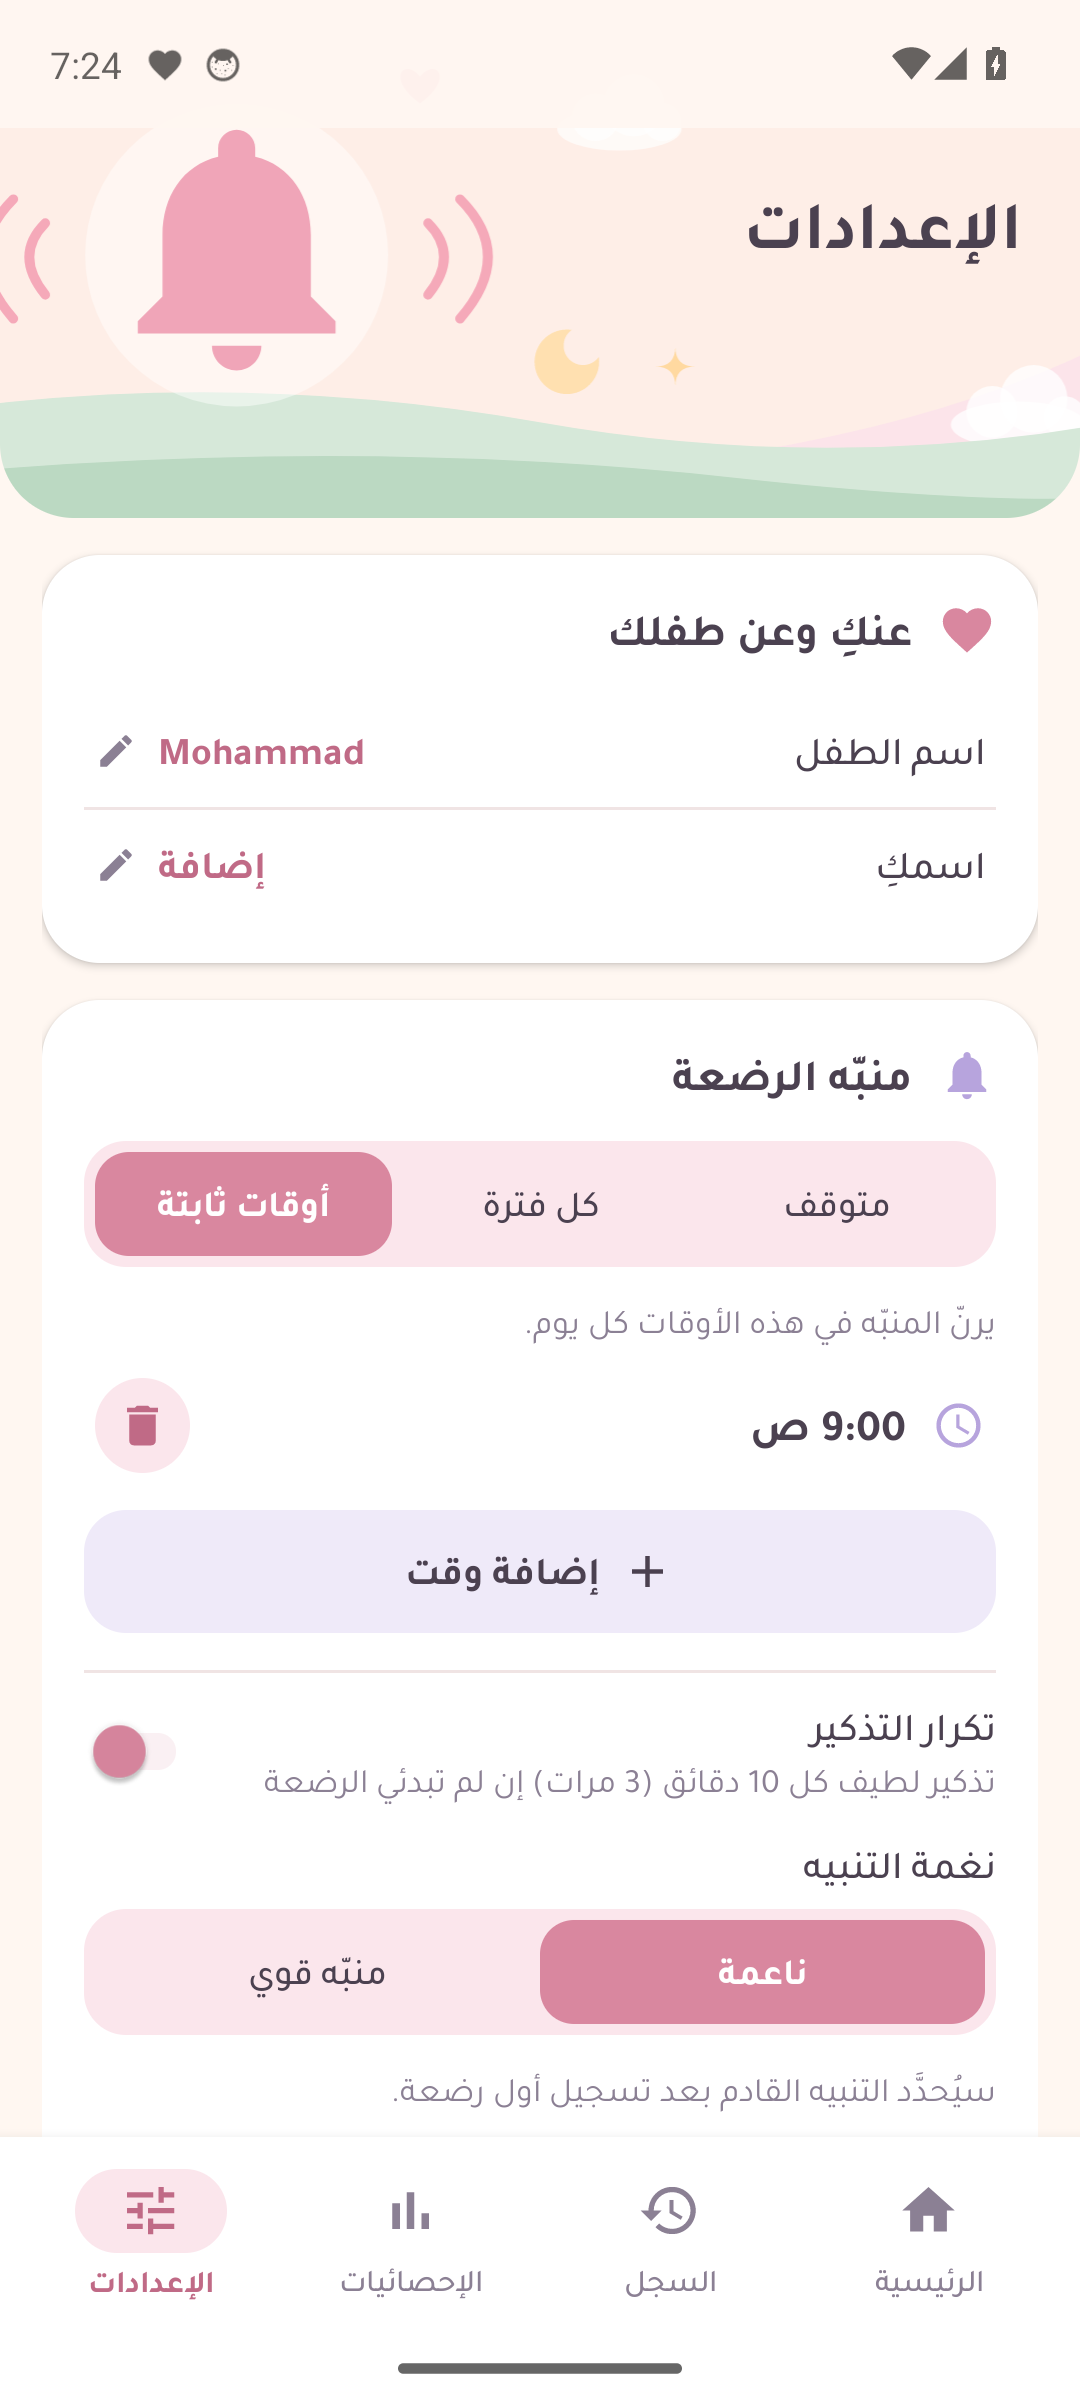 7:24
الإعدادات
عنكِ وعن طفلك
اسم الطفل Mohammad
اسمكِ إضافة
منبّه الرضعة
متوقف كل فترة أوقات ثابتة
يرنّ المنبّه في هذه الأوقات كل يوم.
9:00 ص
+ إضافة وقت
تكرار التذكير
تذكير لطيف كل 10 دقائق (3 مرات) إن لم تبدئي الرضعة
نغمة التنبيه
ناعمة منبّه قوي
سيُحدَّد التنبيه القادم بعد تسجيل أول رضعة.
الرئيسية السجل الإحصائيات الإعدادات